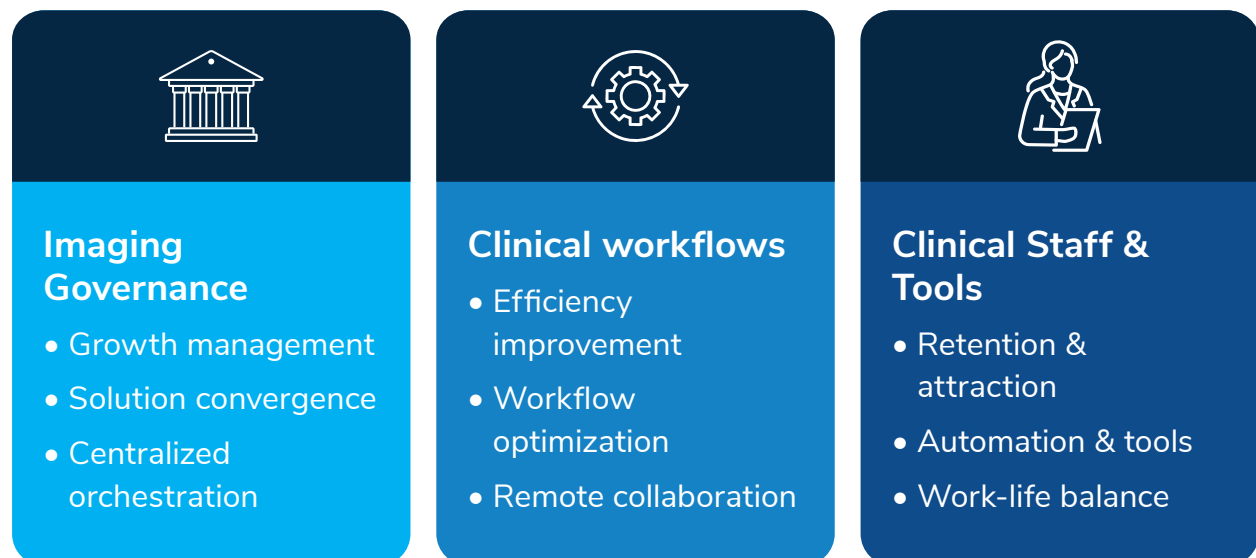 Imaging
Governance
• Growth management
• Solution convergence
• Centralized
orchestration
Clinical workflows
• Efficiency
improvement
• Workflow
optimization
• Remote collaboration
Clinical Staff &
Tools
• Retention &
attraction
• Automation & tools
• Work-life balance